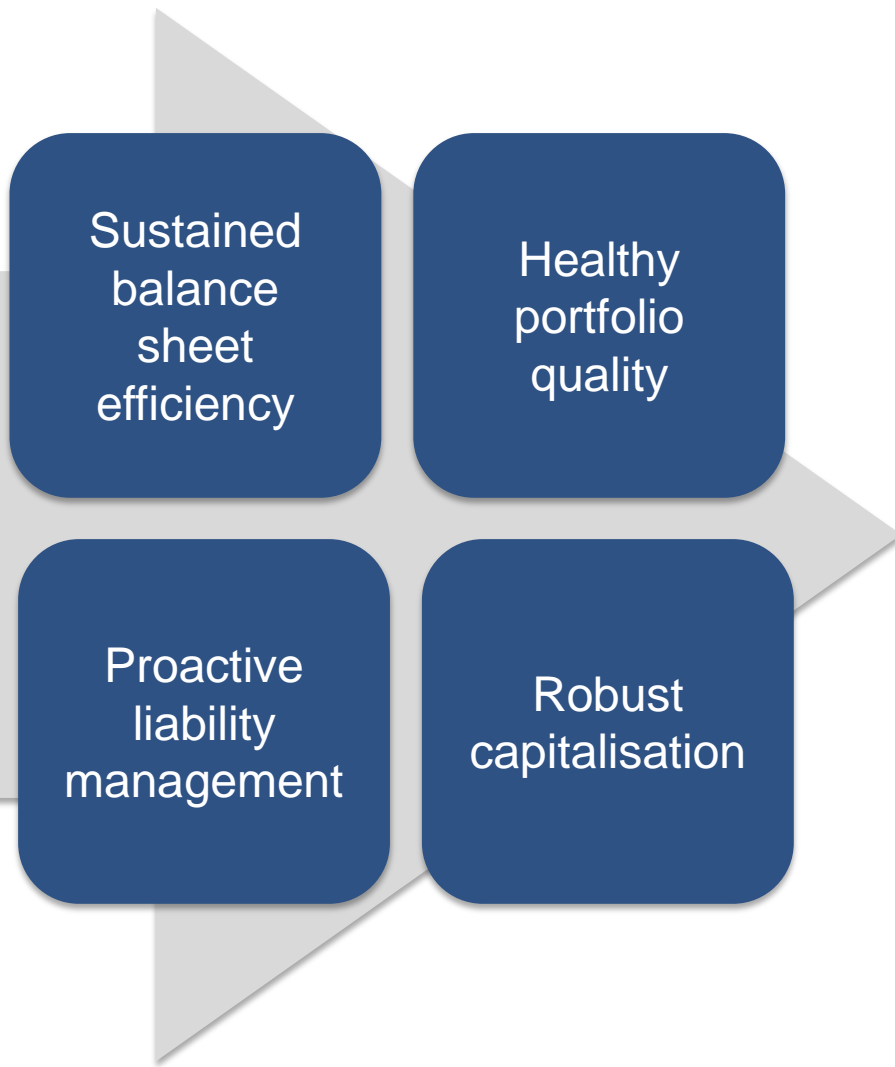 Sustained
balance
sheet
efficiency
Healthy
portfolio
quality
Proactive
liability
management
Robust
capitalisation